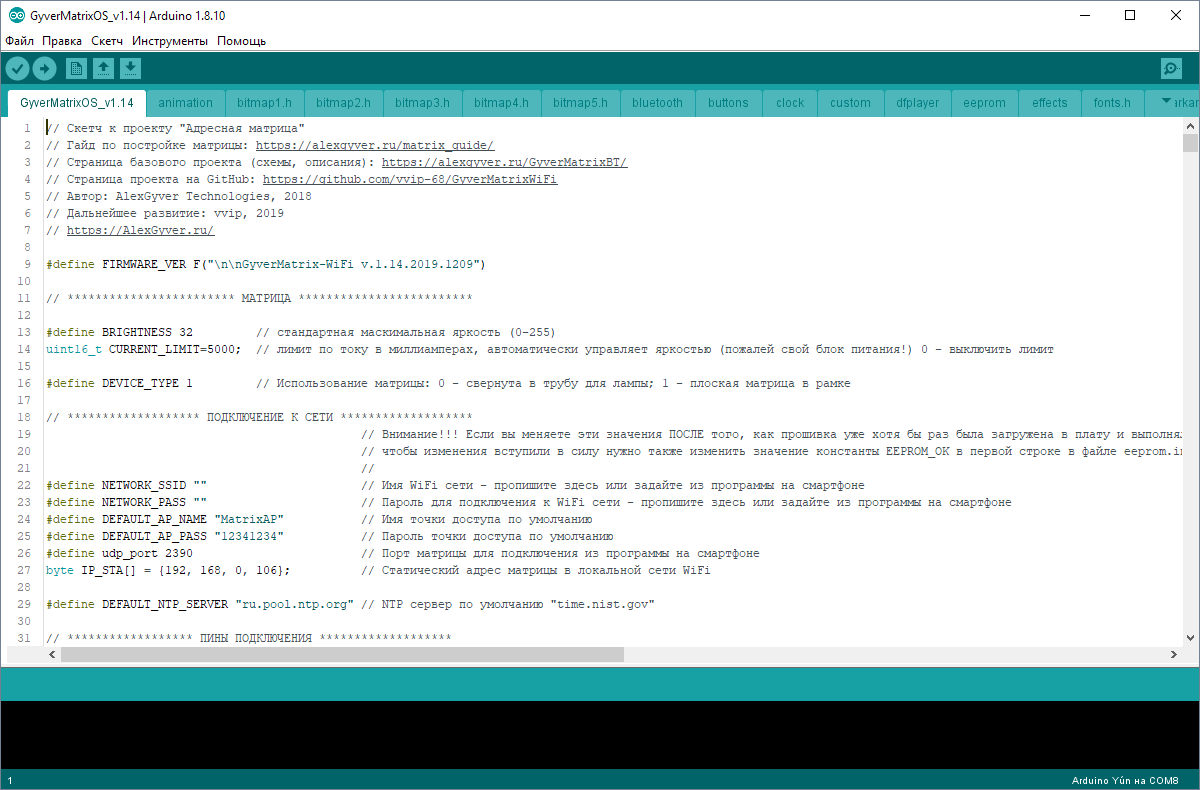 GyverMatrixOS_v1.14 | Arduino 1.8.10
Файл Правка Скетч Инструменты Помощь
GyverMatrixOS_v1.14 animation bitmap1.h bitmap2.h bitmap3.h bitmap4.h bitmap5.h bluetooth buttons clock custom dfplayer eeprom effects fonts.h
1 // Скетч к проекту "Адресная матрица"
2 // Гайд по постройке матрицы: https://alexgyver.ru/matrix_guide/
3 // Страница базового проекта (схемы, описания): https://alexgyver.ru/GyverMatrixBT/
4 // Страница проекта на GitHub: https://github.com/vvip-68/GyverMatrixWiFi
5 // Автор: AlexGyver Technologies, 2018
6 // Дальнейшее развитие: vvip, 2019
7 // https://AlexGyver.ru/
8
9 #define FIRMWARE_VER F("\n\nGyverMatrix-WiFi v.1.14.2019.1209")
10
11 // ************************ МАТРИЦА *************************
12
13 #define BRIGHTNESS 32 // стандартная маскимальная яркость (0-255)
14 uint16_t CURRENT_LIMIT=5000; // лимит по току в миллиамперах, автоматически управляет яркостью (пожалей свой блок питания!) 0 - выключить лимит
15
16 #define DEVICE_TYPE 1 // Использование матрицы: 0 - свернута в трубу для лампы; 1 - плоская матрица в рамке
17
18 // ******************* ПОДКЛЮЧЕНИЕ К СЕТИ *******************
19 // Внимание!!! Если вы меняете эти значения ПОСЛЕ того, как прошивка уже хотя бы раз была загружена в плату и выполня
20 // чтобы изменения вступили в силу нужно также изменить значение константы EEPROM_OK в первой строке в файле eeprom.i
21 //
22 #define NETWORK_SSID "" // Имя WiFi сети - пропишите здесь или задайте из программы на смартфоне
23 #define NETWORK_PASS "" // Пароль для подключения к WiFi сети - пропишите здесь или задайте из программы на смартфоне
24 #define DEFAULT_AP_NAME "MatrixAP" // Имя точки доступа по умолчанию
25 #define DEFAULT_AP_PASS "12341234" // Пароль точки доступа по умолчанию
26 #define udp_port 2390 // Порт матрицы для подключения из программы на смартфоне
27 byte IP_STA[] = {192, 168, 0, 106}; // Статический адрес матрицы в локальной сети WiFi
28
29 #define DEFAULT_NTP_SERVER "ru.pool.ntp.org" // NTP сервер по умолчанию "time.nist.gov"
30
31 // ****************** ПИНЫ ПОДКЛЮЧЕНИЯ *******************
1 Arduino Yún на COM8